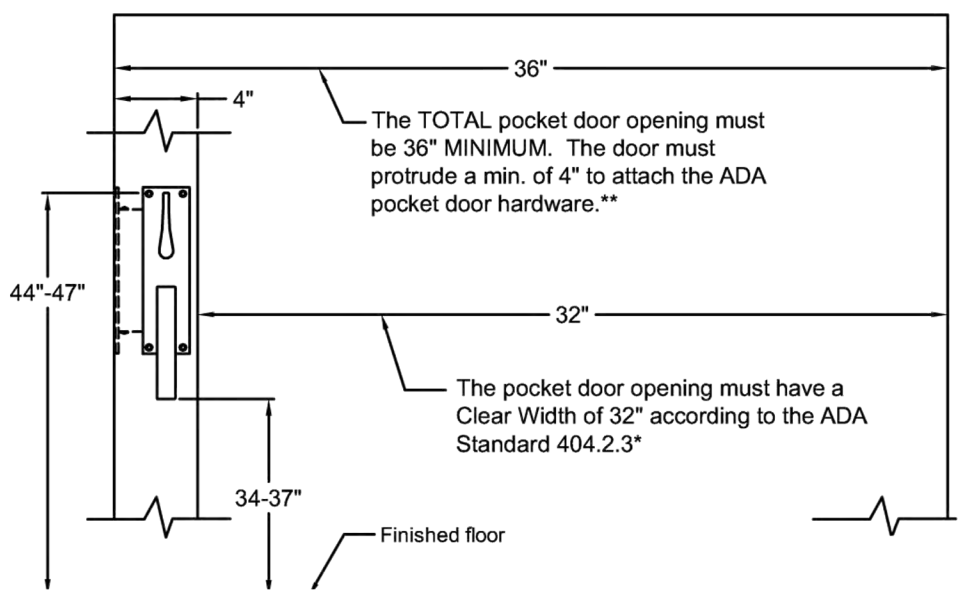 36"
4"
The TOTAL pocket door opening must
be 36" MINIMUM. The door must
protrude a min. of 4" to attach the ADA
pocket door hardware.**
44"-47"
32"
The pocket door opening must have a
Clear Width of 32" according to the ADA
Standard 404.2.3*
34-37"
Finished floor